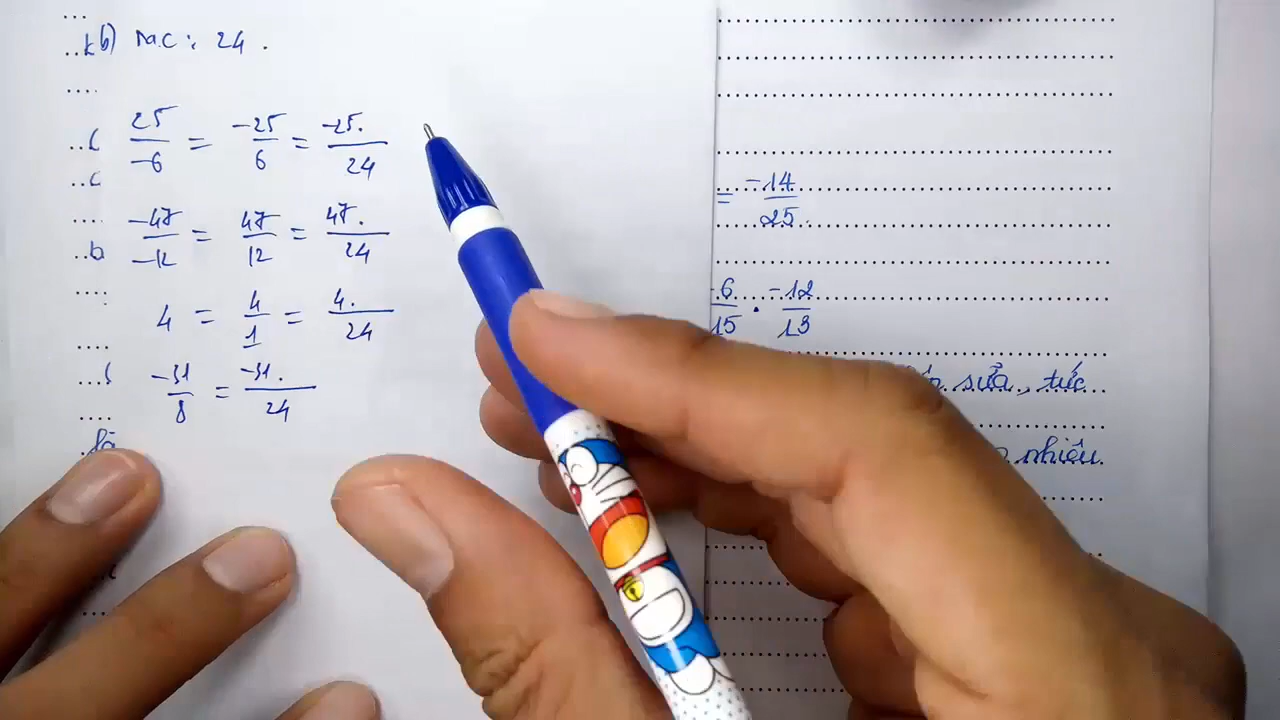 b) MC: 24.
25/-6 = -25/6 = -25./24
-47/-12 = 47/12 = 47./24
4 = 4/1 = 4./24
-31/8 = -31./24
= -14/25.
-6/15 . -12/13
sửa, tức
nhiêu.